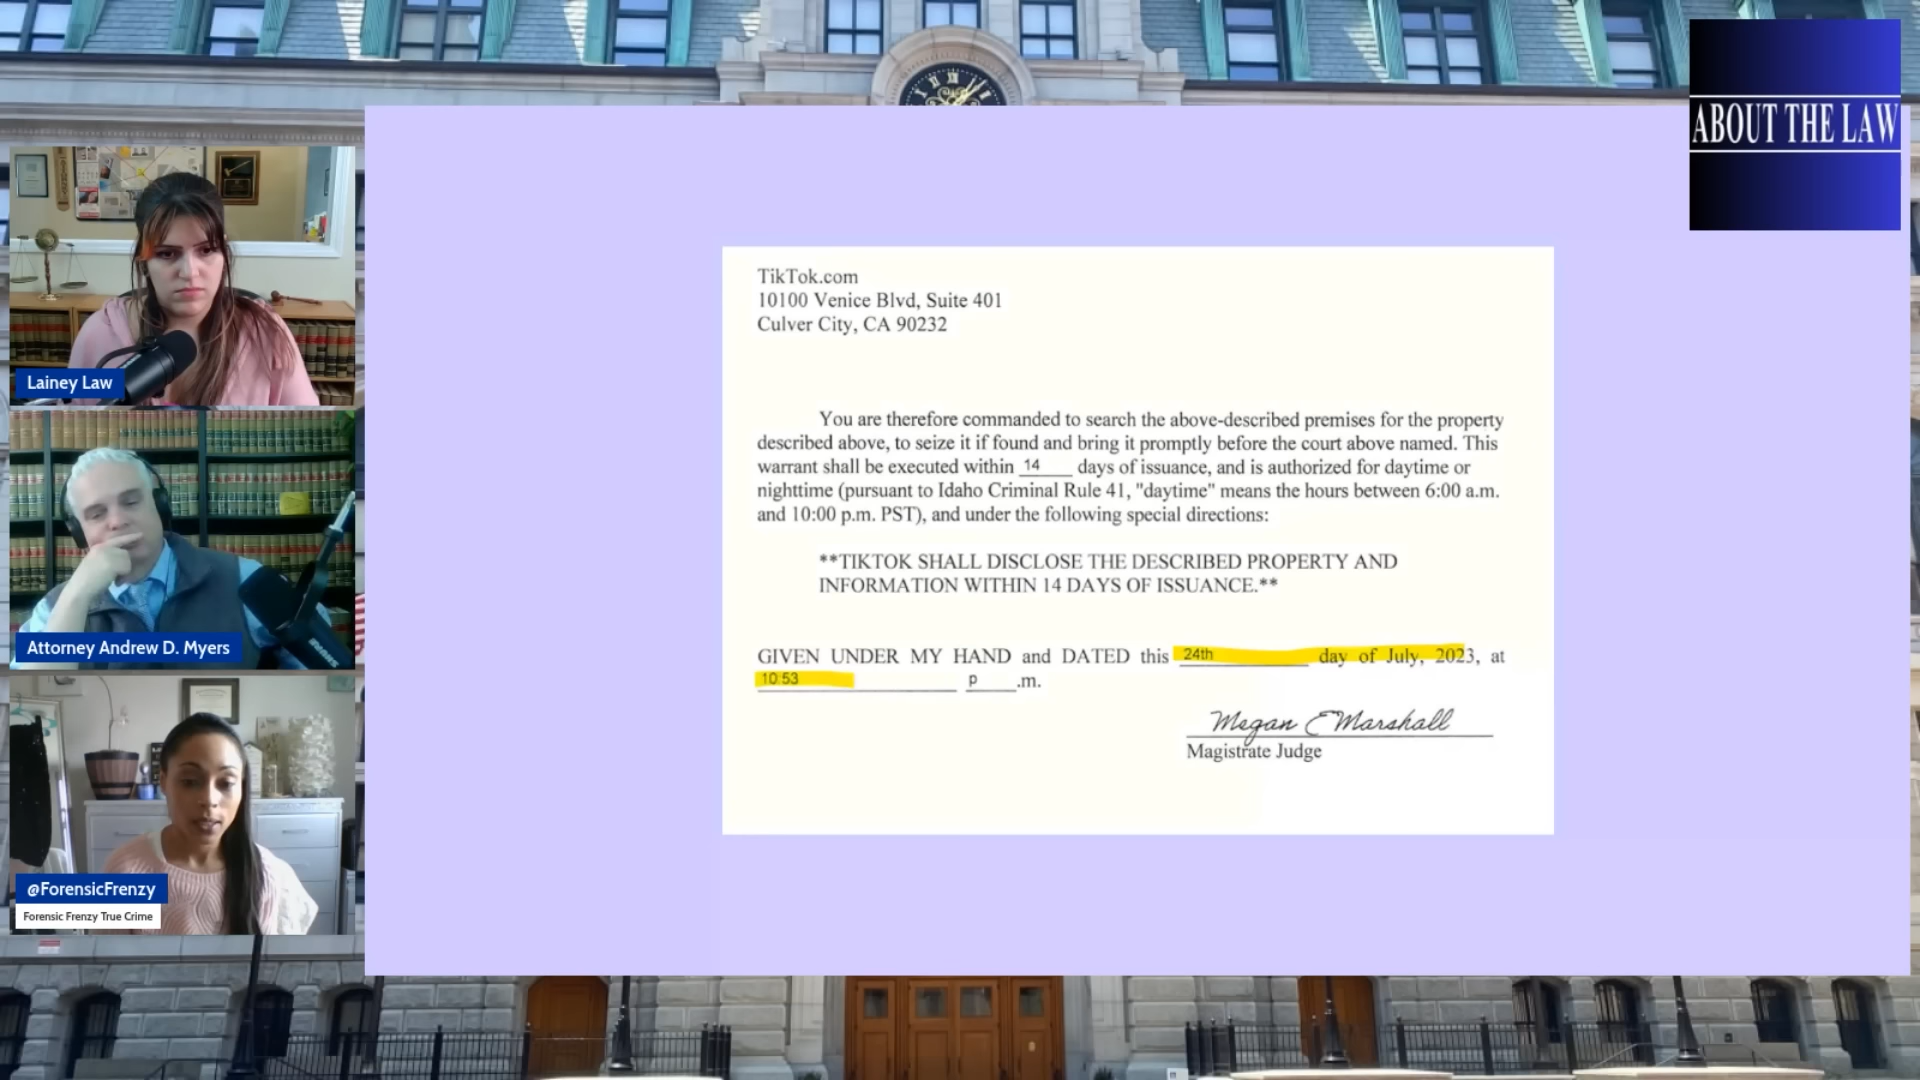 ABOUT THE LAW
TikTok.com
10100 Venice Blvd, Suite 401
Culver City, CA 90232
You are therefore commanded to search the above-described premises for the property
described above, to seize it if found and bring it promptly before the court above named. This
warrant shall be executed within 14 days of issuance, and is authorized for daytime or
nighttime (pursuant to Idaho Criminal Rule 41, "daytime" means the hours between 6:00 a.m.
and 10:00 p.m. PST), and under the following special directions:
**TIKTOK SHALL DISCLOSE THE DESCRIBED PROPERTY AND
INFORMATION WITHIN 14 DAYS OF ISSUANCE.**
GIVEN UNDER MY HAND and DATED this 24th day of July, 2023, at
10:53 p .m.
Megan E Marshall
Magistrate Judge
Lainey Law
Attorney Andrew D. Myers
@ForensicFrenzy
Forensic Frenzy True Crime